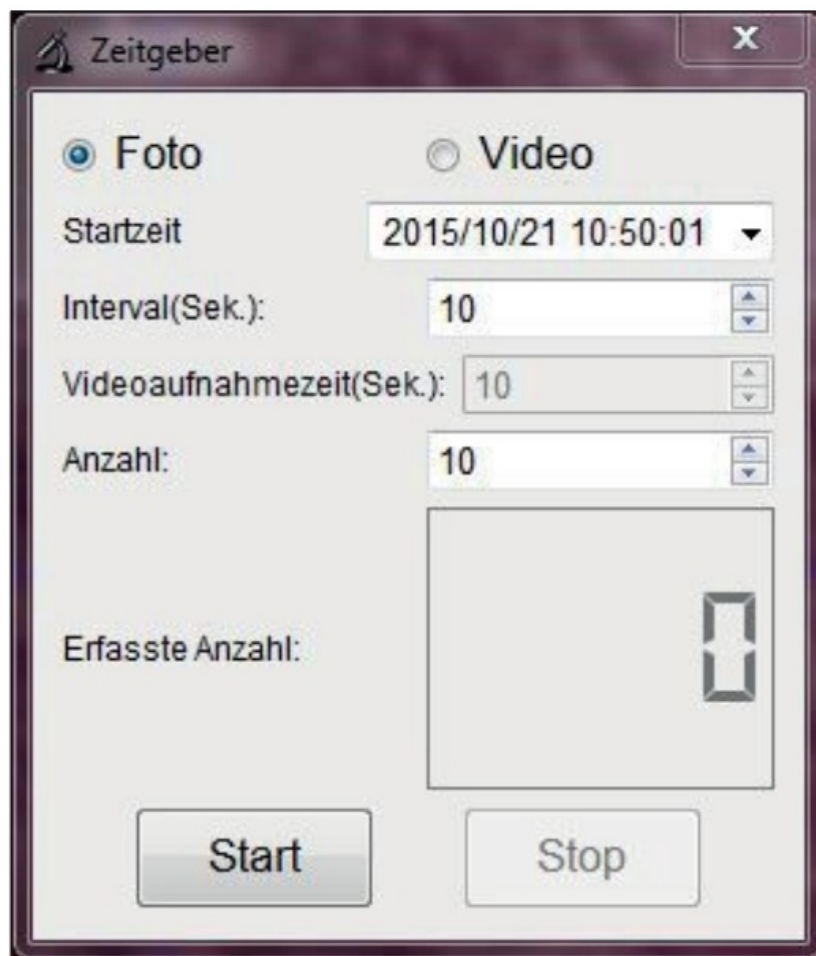 Zeitgeber
Foto Video
Startzeit 2015/10/21 10:50:01
Interval(Sek.): 10
Videoaufnahmezeit(Sek.): 10
Anzahl: 10
Erfasste Anzahl: 0
Start Stop